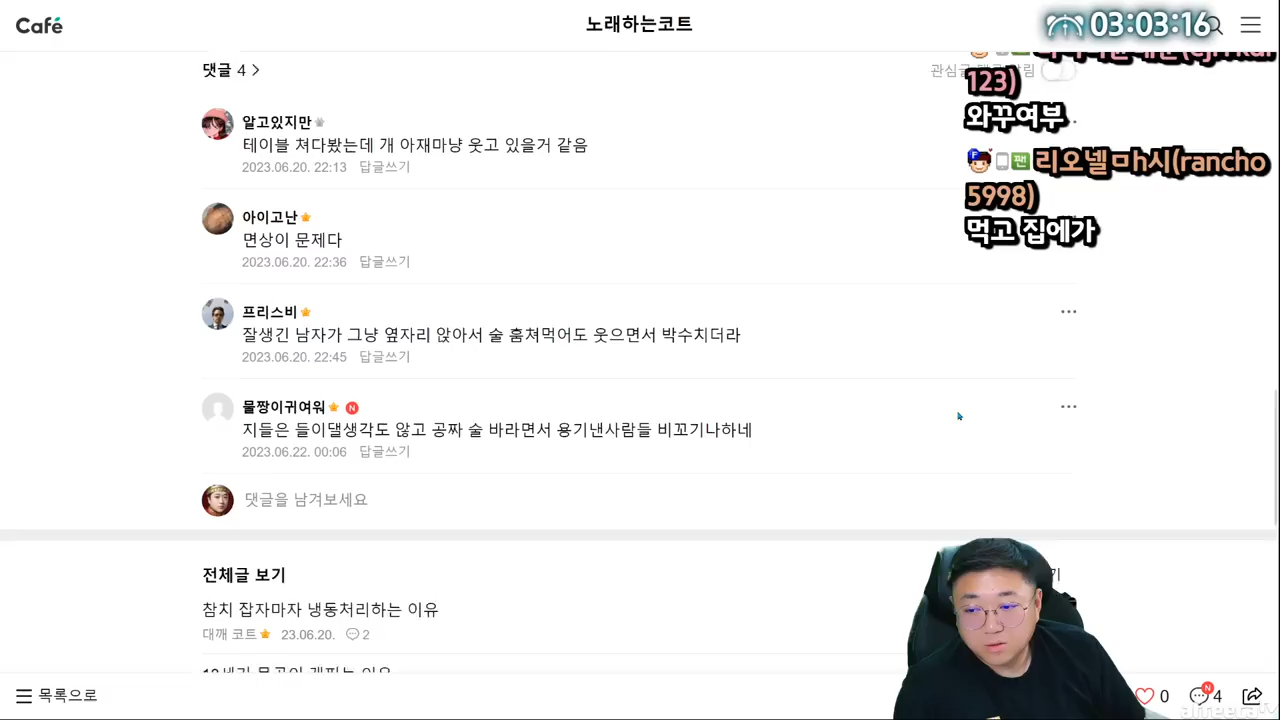 Café
노래하는코트
03:03:16
댓글 4
123)
와꾸여부
알고있지만
테이블 쳐다봤는데 개 아재마냥 웃고 있을거 같음
2023.06.20. 22:13 답글쓰기
리오넬ㅁh시(rancho
5998)
먹고 집에가
아이고난
면상이 문제다
2023.06.20. 22:36 답글쓰기
프리스비
잘생긴 남자가 그냥 옆자리 앉아서 술 훔쳐먹어도 웃으면서 박수치더라
2023.06.20. 22:45 답글쓰기
물짱이귀여워 N
지들은 들이댈생각도 않고 공짜 술 바라면서 용기낸사람들 비꼬기나하네
2023.06.22. 00:06 답글쓰기
댓글을 남겨보세요
전체글 보기
참치 잡자마자 냉동처리하는 이유
대깨 코트 23.06.20. 2
목록으로
0
N
4